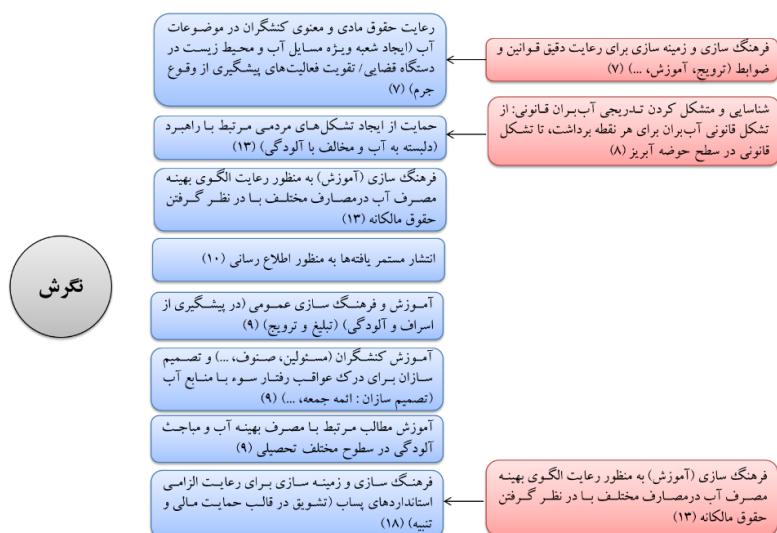 رعایت حقوق مادی و معنوی کنشگران در موضوعات
آب (ایجاد شعبه ویژه مسایل آب و محیط زیست در
دستگاه قضایی/ تقویت فعالیت‌های پیشگیری از وقوع
جرم) (۷)
فرهنگ سازی و زمینه سازی برای رعایت دقیق قوانین و
ضوابط (ترویج، آموزش، ...) (۷)
شناسایی و متشکل کردن تدریجی آب‌بران قانونی: از
تشکل قانونی آب‌بران برای هر نقطه برداشت، تا تشکل
قانونی در سطح حوضه آبریز (۸)
حمایت از ایجاد تشکل‌های مردمی مرتبط با راهبرد
(دلبسته به آب و مخالف با آلودگی) (۱۳)
فرهنگ سازی (آموزش) به منظور رعایت الگوی بهینه
مصرف آب درمصارف مختلف با در نظر گرفتن
حقوق مالکانه (۱۳)
انتشار مستمر یافته‌ها به منظور اطلاع رسانی (۱۰)
نگرش
آموزش و فرهنگ سازی عمومی (در پیشگیری از
اسراف و آلودگی) (تبلیغ و ترویج) (۹)
آموزش کنشگران (مسئولین، صنوف، ...) و تصمیم
سازان برای درک عواقب رفتار سوء با منابع آب
(تصمیم سازان : ائمه جمعه، ...) (۹)
آموزش مطالب مرتبط با مصرف بهینه آب و مباحث
آلودگی در سطوح مختلف تحصیلی (۹)
فرهنگ سازی و زمینه سازی برای رعایت الزامی
استانداردهای پساب (تشویق در قالب حمایت مالی و
تنبیه) (۱۸)
فرهنگ سازی (آموزش) به منظور رعایت الگوی بهینه
مصرف آب درمصارف مختلف با در نظر گرفتن
حقوق مالکانه (۱۳)